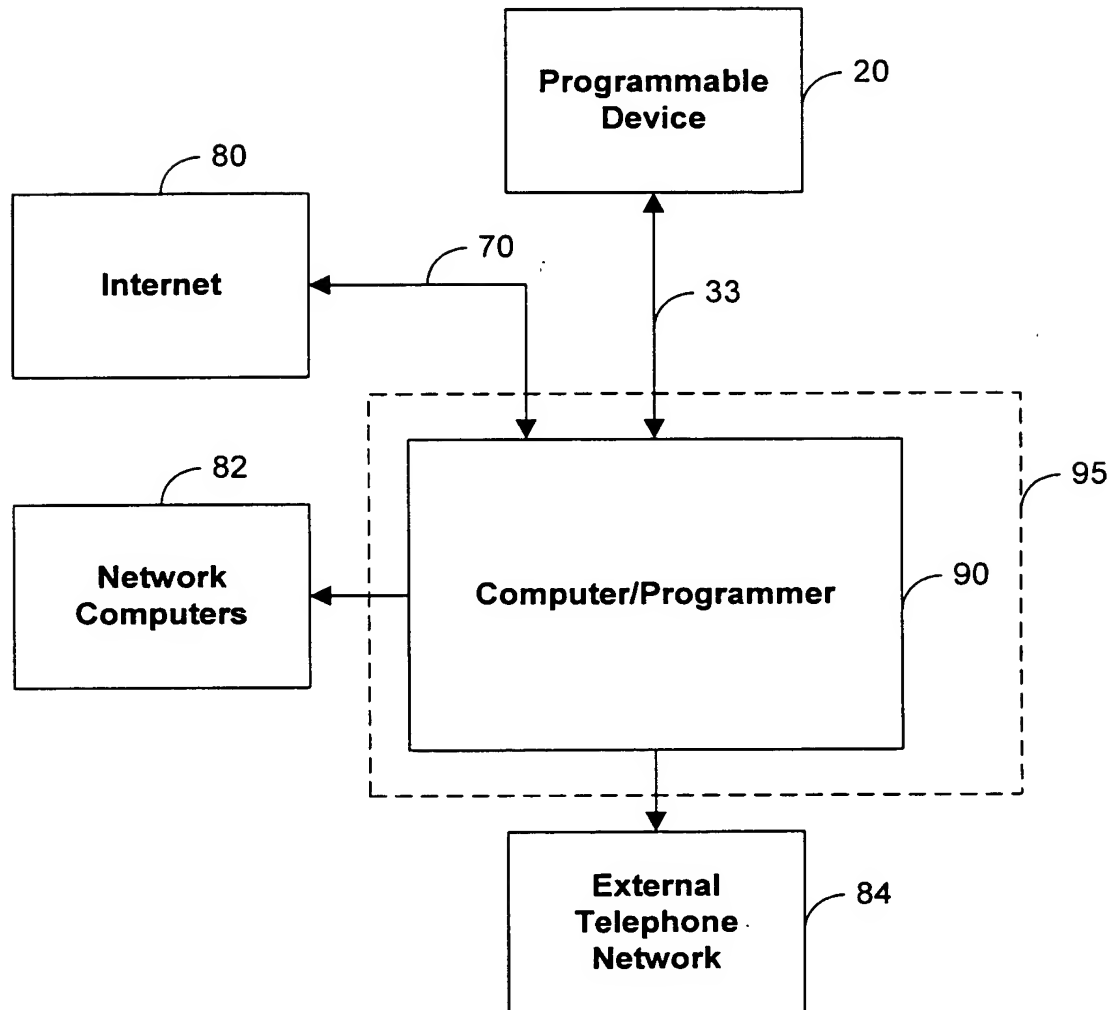 Programmable
Device
20
80
Internet
70
33
82
Network
Computers
95
Computer/Programmer
90
External
Telephone
Network
84